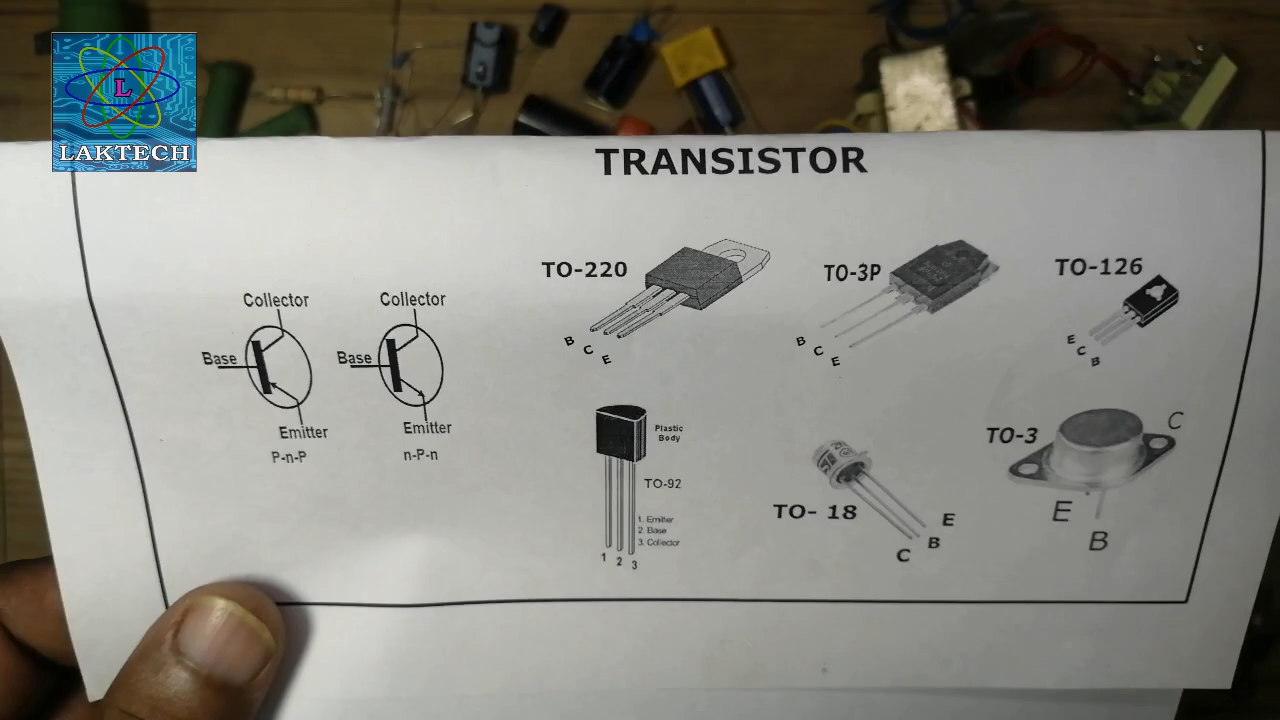 L
LAKTECH
TRANSISTOR
Collector
Base
Emitter
P-n-P
Collector
Base
Emitter
n-P-n
TO-220
B
C
E
TO-3P
B
C
E
TO-126
E
C
B
Plastic
Body
TO-92
1. Emitter
2. Base
3. Collector
1 2 3
TO- 18
E
B
C
TO-3
C
E
B